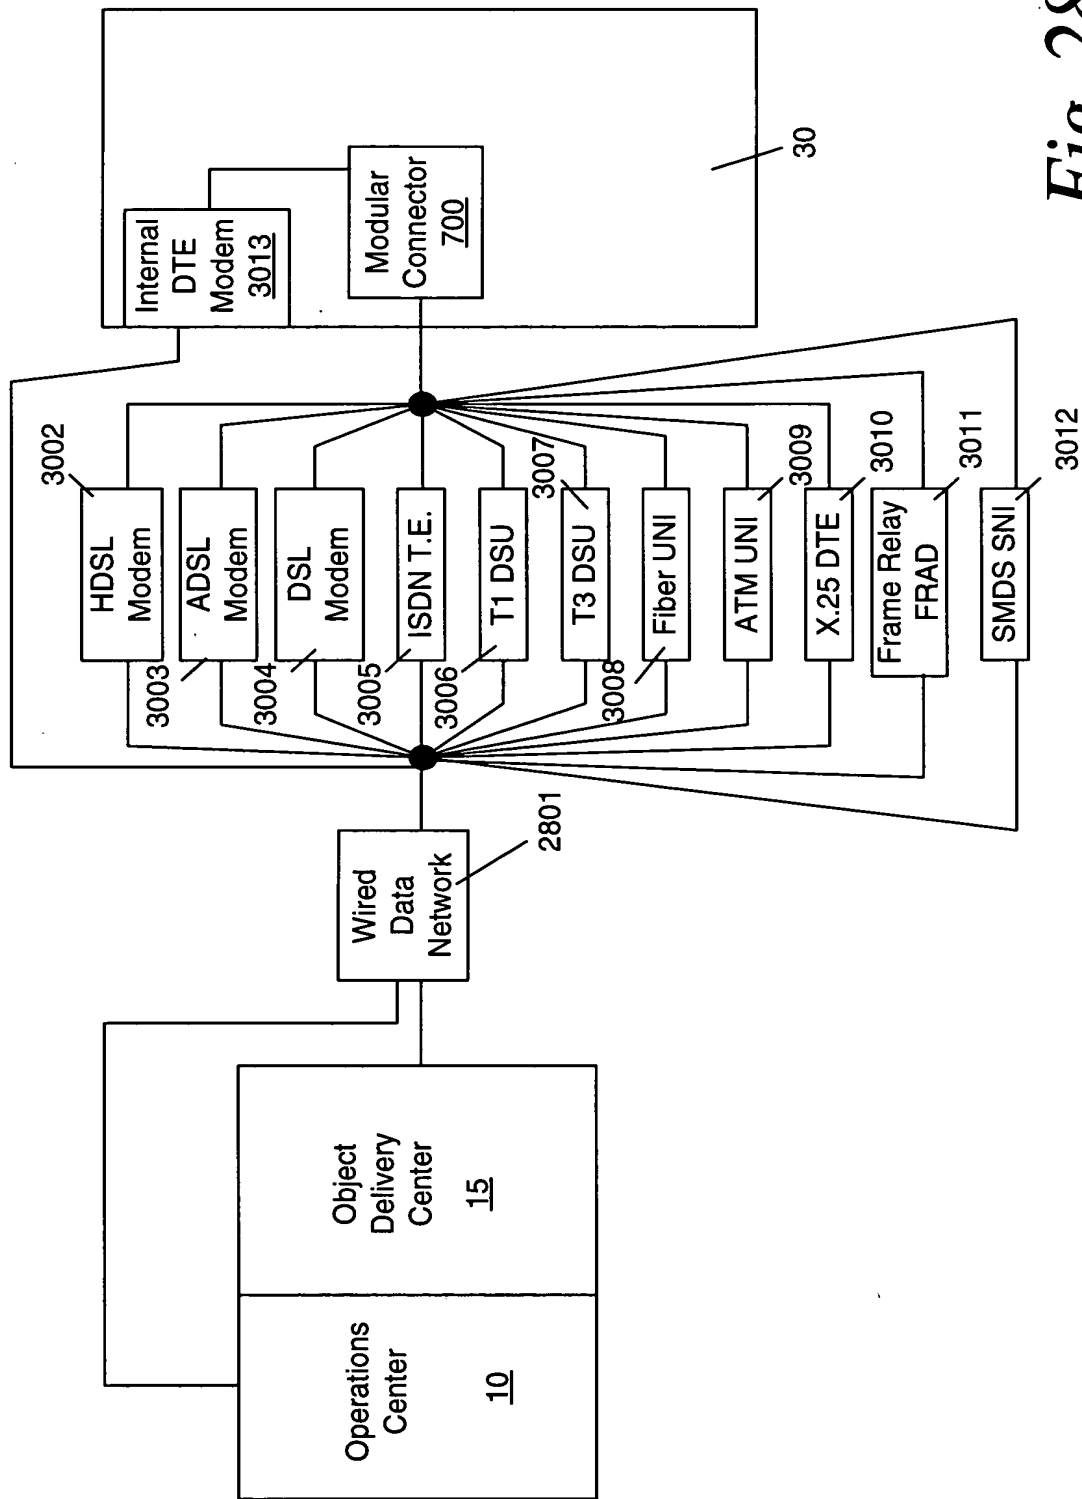 Operations
Center
10
Object
Delivery
Center
15
Wired
Data
Network
2801
HDSL
Modem
3002
ADSL
Modem
3003
DSL
Modem
3004
ISDN T.E.
3005
T1 DSU
3006
T3 DSU
3007
Fiber UNI
3008
ATM UNI
3009
X.25 DTE
3010
Frame Relay
FRAD
3011
SMDS SNI
3012
Internal
DTE
Modem
3013
Modular
Connector
700
30
Fig. 28